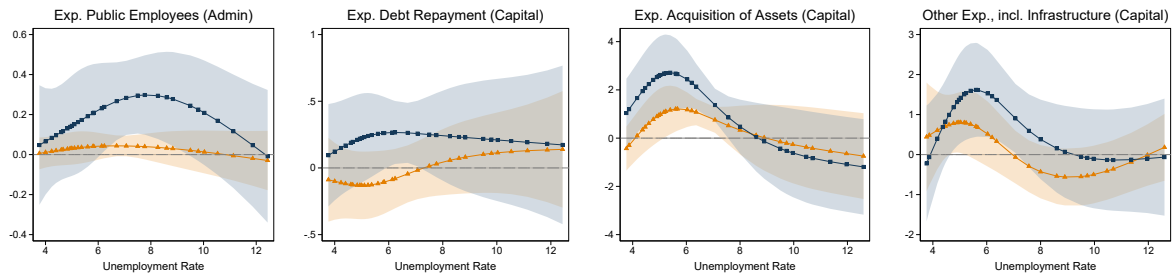 Exp. Public Employees (Admin)
0.6
0.4
0.2
0.0
-0.2
-0.4
4 6 8 10 12
Unemployment Rate
Exp. Debt Repayment (Capital)
1
.5
0
-.5
4 6 8 10 12
Unemployment Rate
Exp. Acquisition of Assets (Capital)
4
2
0
-2
-4
4 6 8 10 12
Unemployment Rate
Other Exp., incl. Infrastructure (Capital)
3
2
1
0
-1
-2
4 6 8 10 12
Unemployment Rate